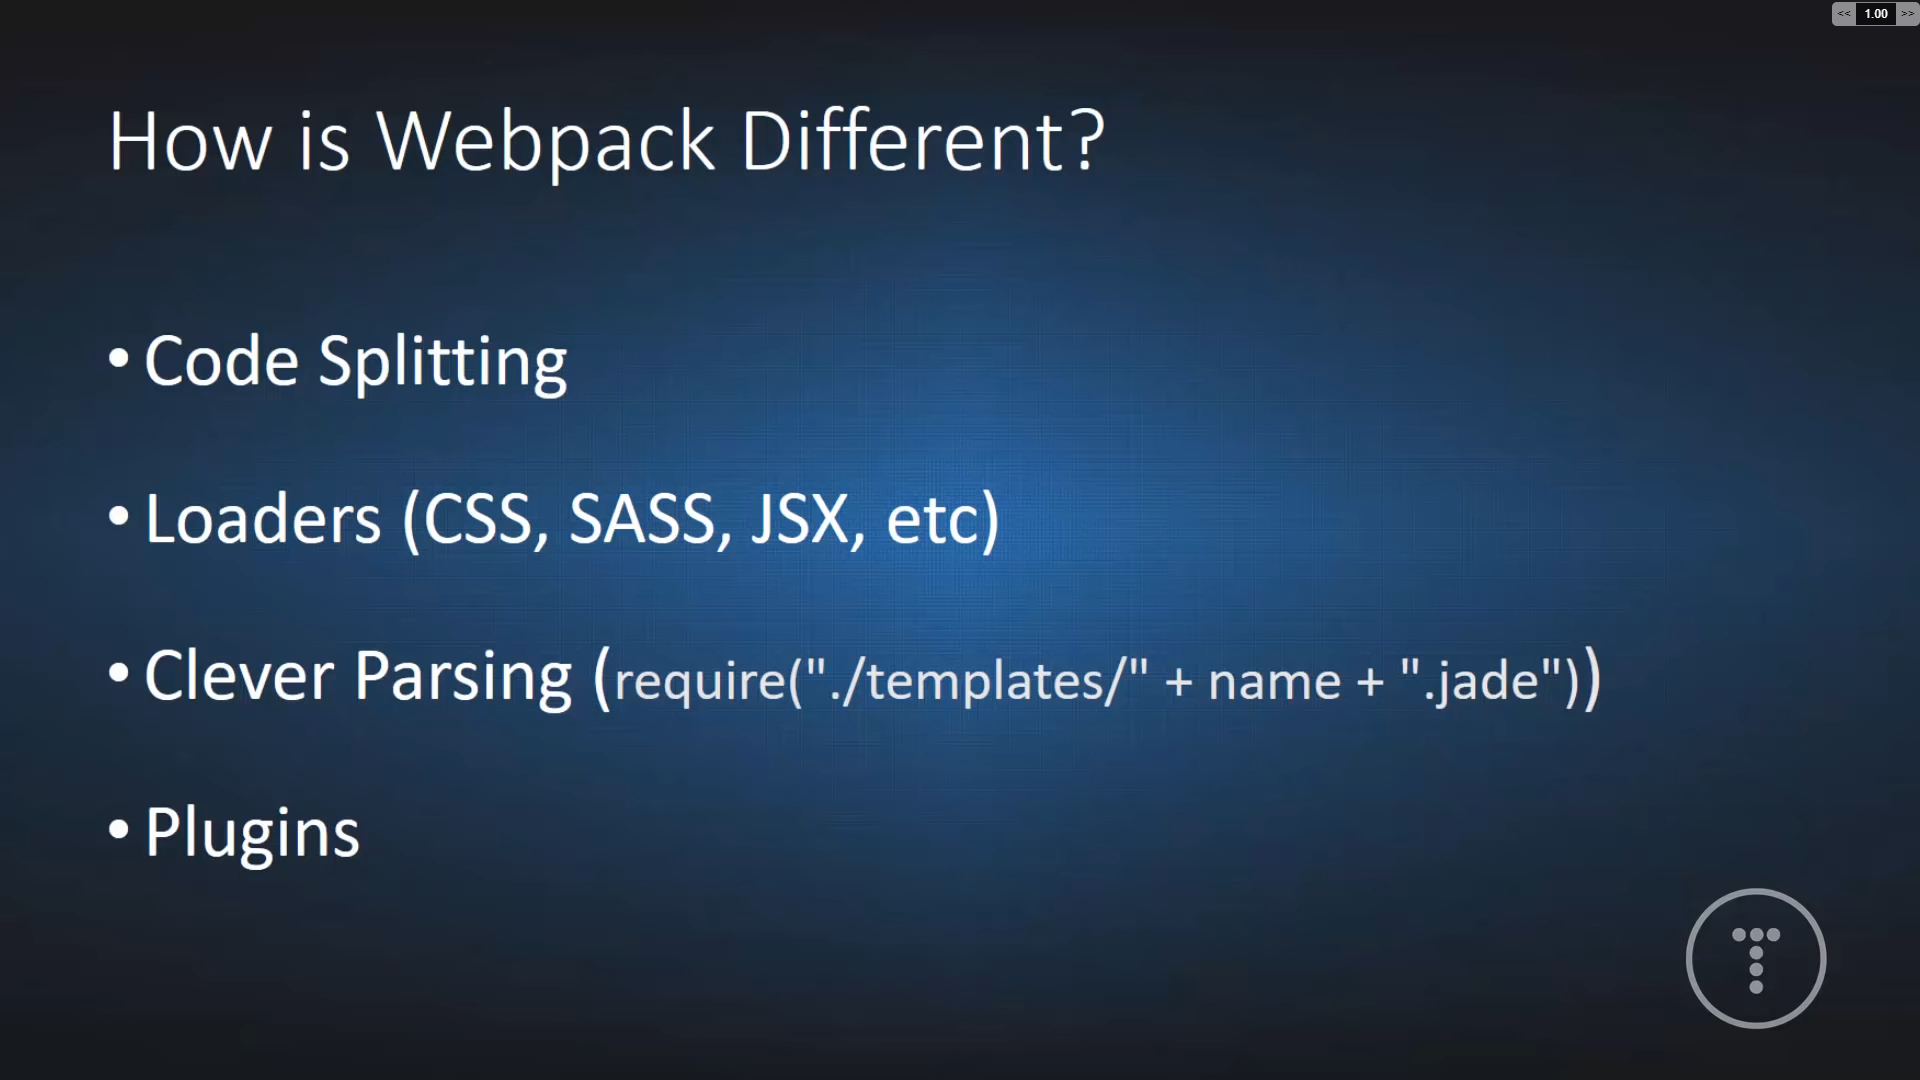 << 1.00 >>
How is Webpack Different?
• Code Splitting
• Loaders (CSS, SASS, JSX, etc)
• Clever Parsing (require("./templates/" + name + ".jade"))
• Plugins
T